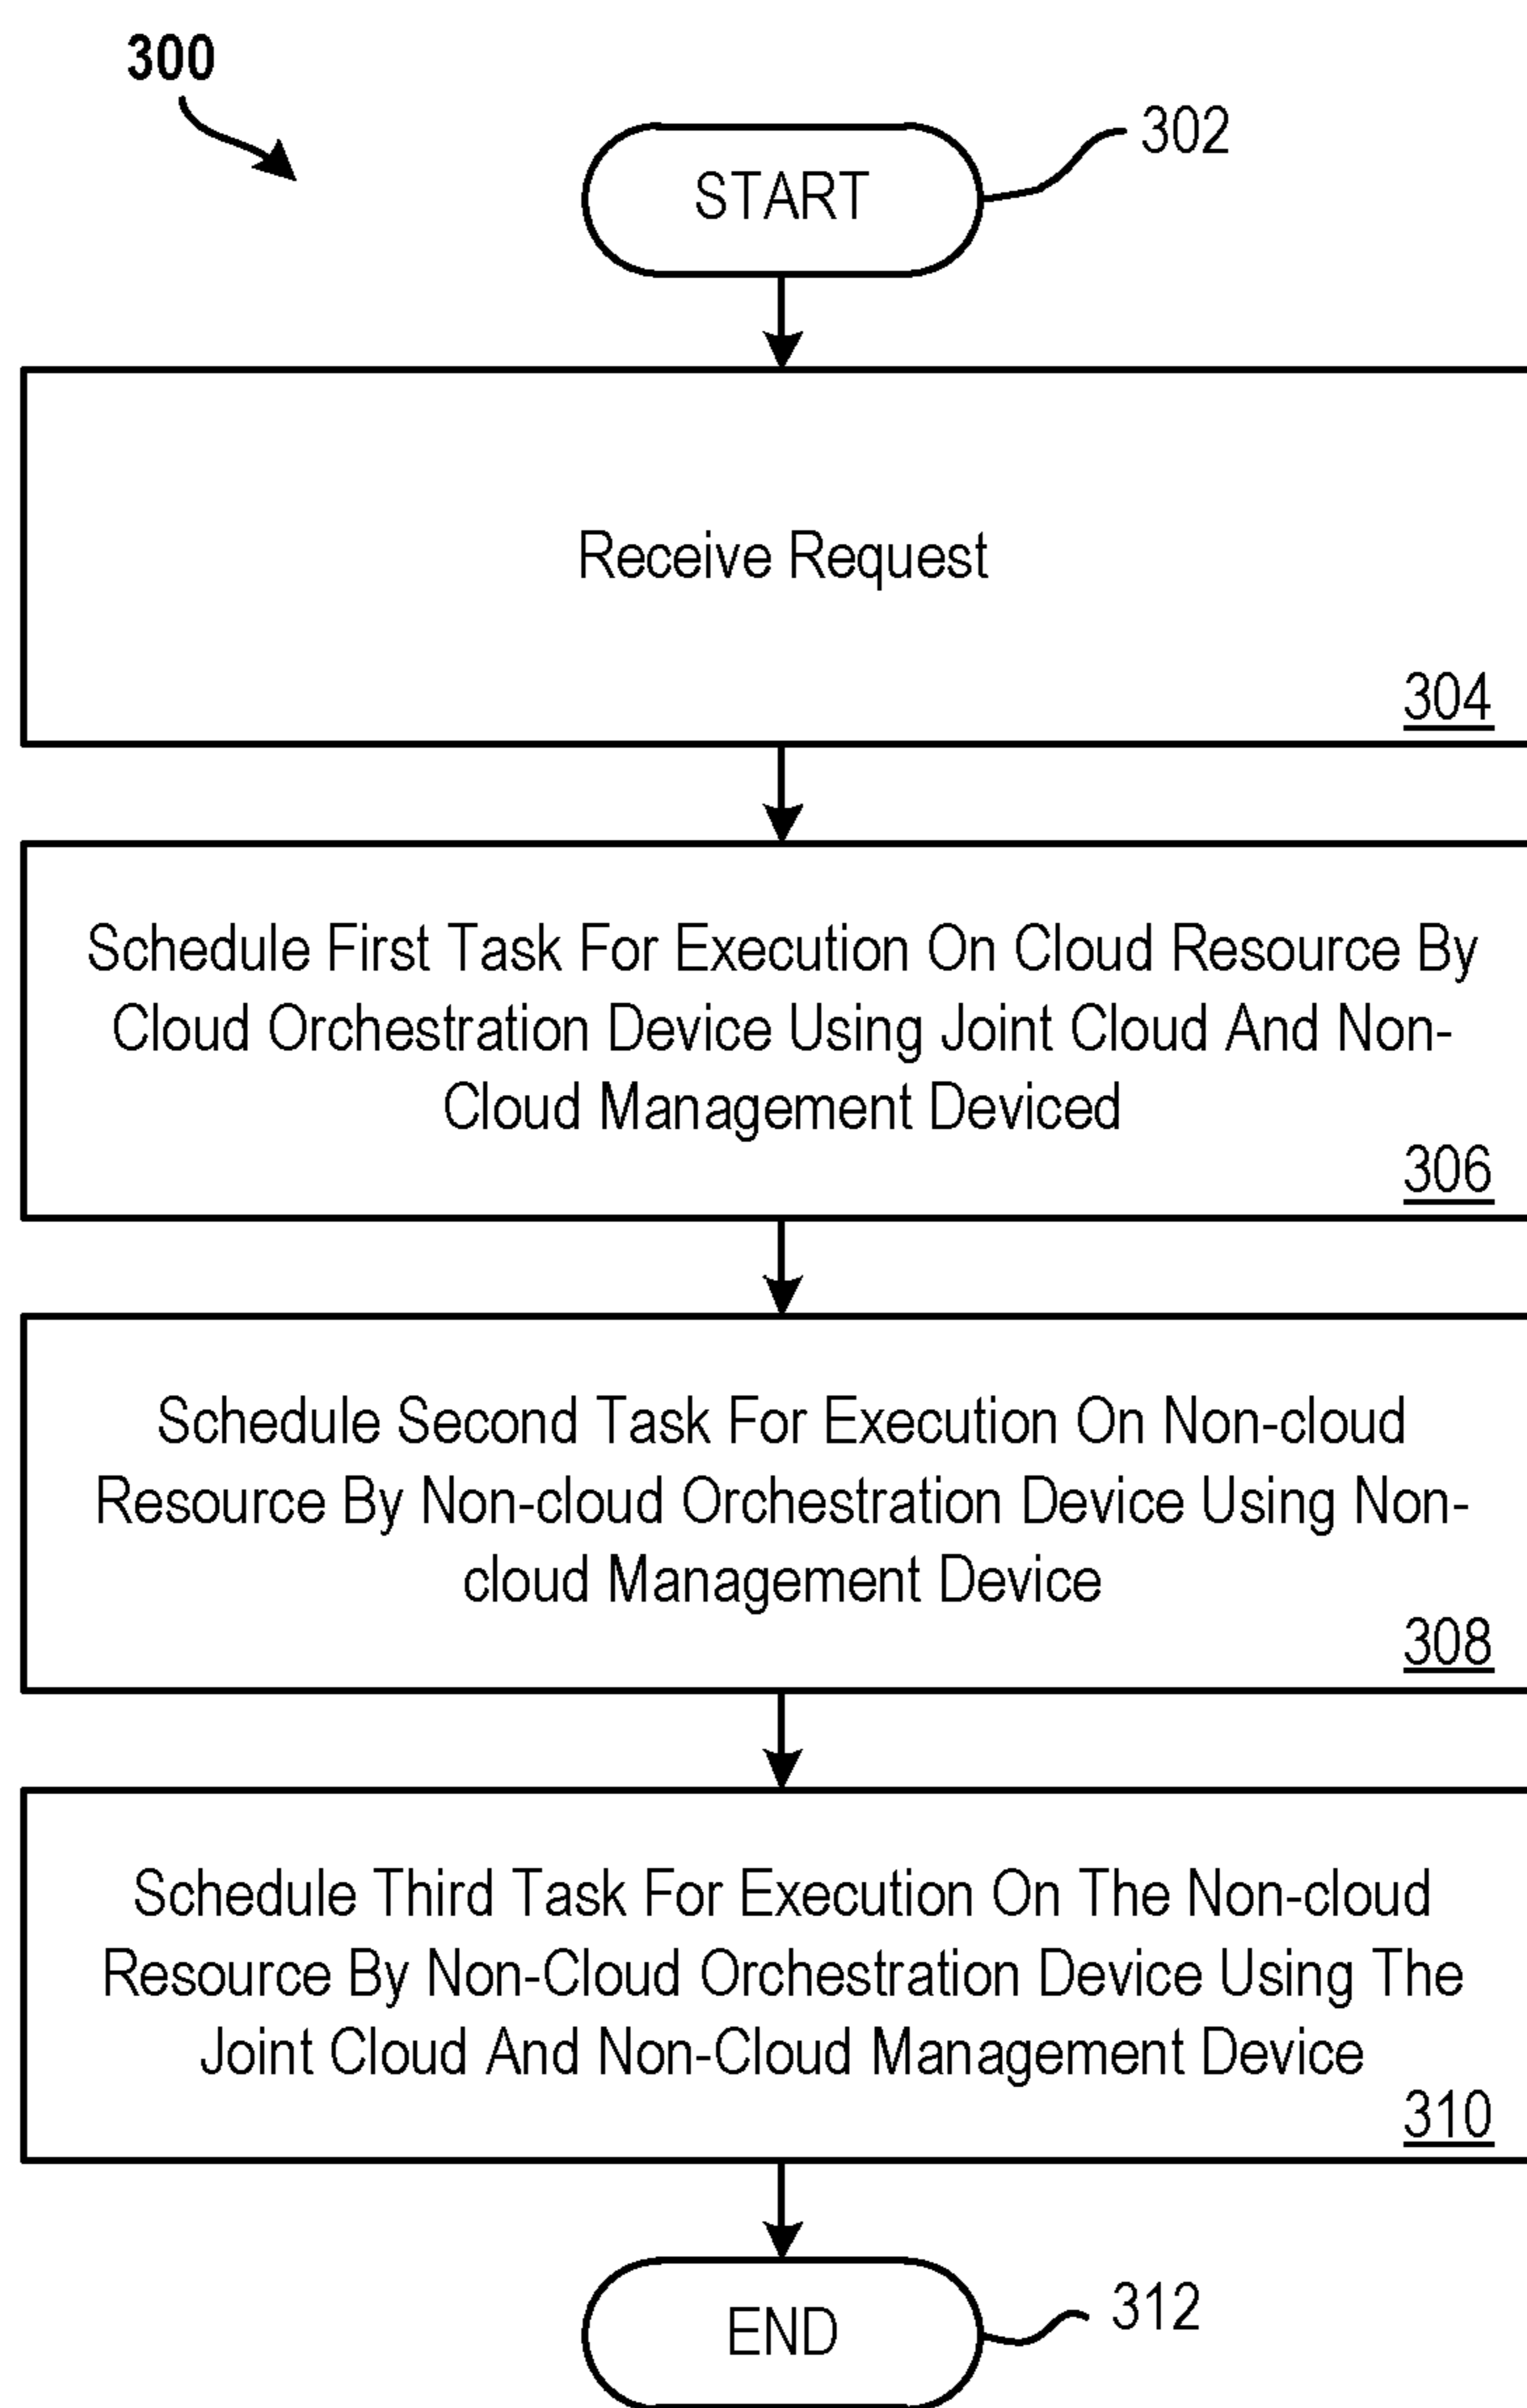 300
302
START
Receive Request
304
Schedule First Task For Execution On Cloud Resource By
Cloud Orchestration Device Using Joint Cloud And Non-
Cloud Management Deviced
306
Schedule Second Task For Execution On Non-cloud
Resource By Non-cloud Orchestration Device Using Non-
cloud Management Device
308
Schedule Third Task For Execution On The Non-cloud
Resource By Non-Cloud Orchestration Device Using The
Joint Cloud And Non-Cloud Management Device
310
END
312